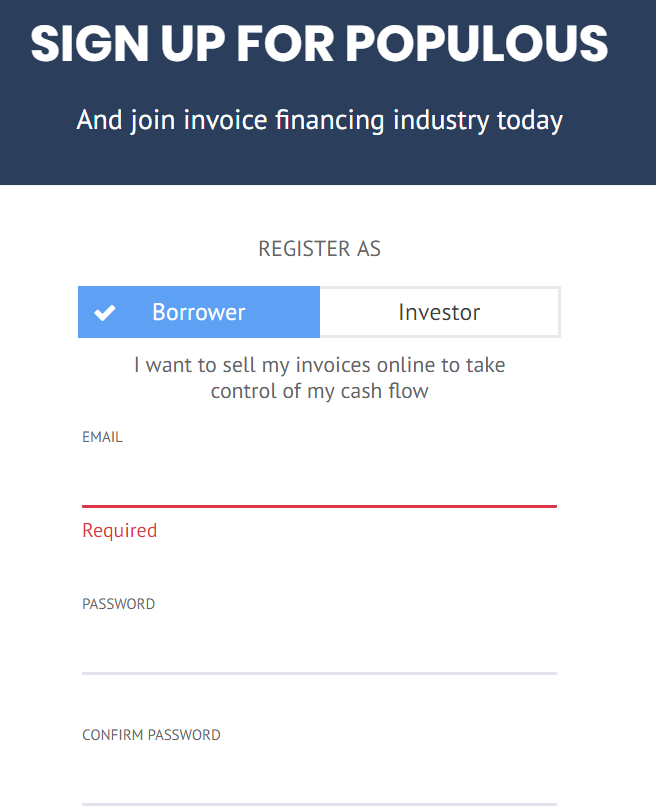 SIGN UP FOR POPULOUS
And join invoice financing industry today
REGISTER AS
Borrower
Investor
I want to sell my invoices online to take
control of my cash flow
EMAIL
Required
PASSWORD
CONFIRM PASSWORD